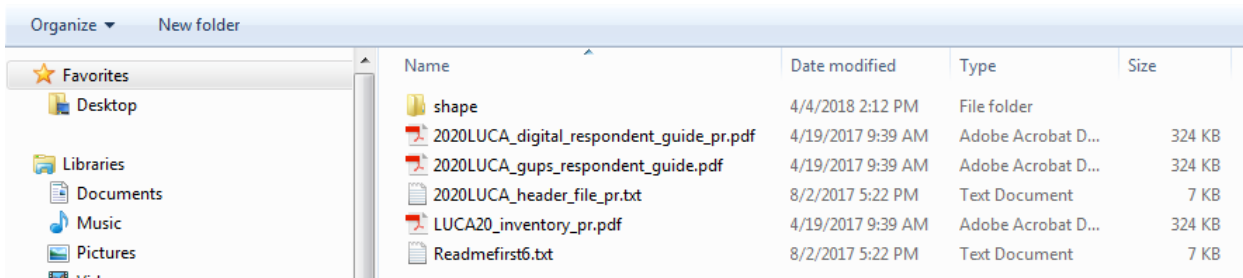 Organize New folder
Favorites
Desktop
Libraries
Documents
Music
Pictures
Name Date modified Type Size
shape 4/4/2018 2:12 PM File folder
2020LUCA_digital_respondent_guide_pr.pdf 4/19/2017 9:39 AM Adobe Acrobat D... 324 KB
2020LUCA_gups_respondent_guide.pdf 4/19/2017 9:39 AM Adobe Acrobat D... 324 KB
2020LUCA_header_file_pr.txt 8/2/2017 5:22 PM Text Document 7 KB
LUCA20_inventory_pr.pdf 4/19/2017 9:39 AM Adobe Acrobat D... 324 KB
Readmefirst6.txt 8/2/2017 5:22 PM Text Document 7 KB